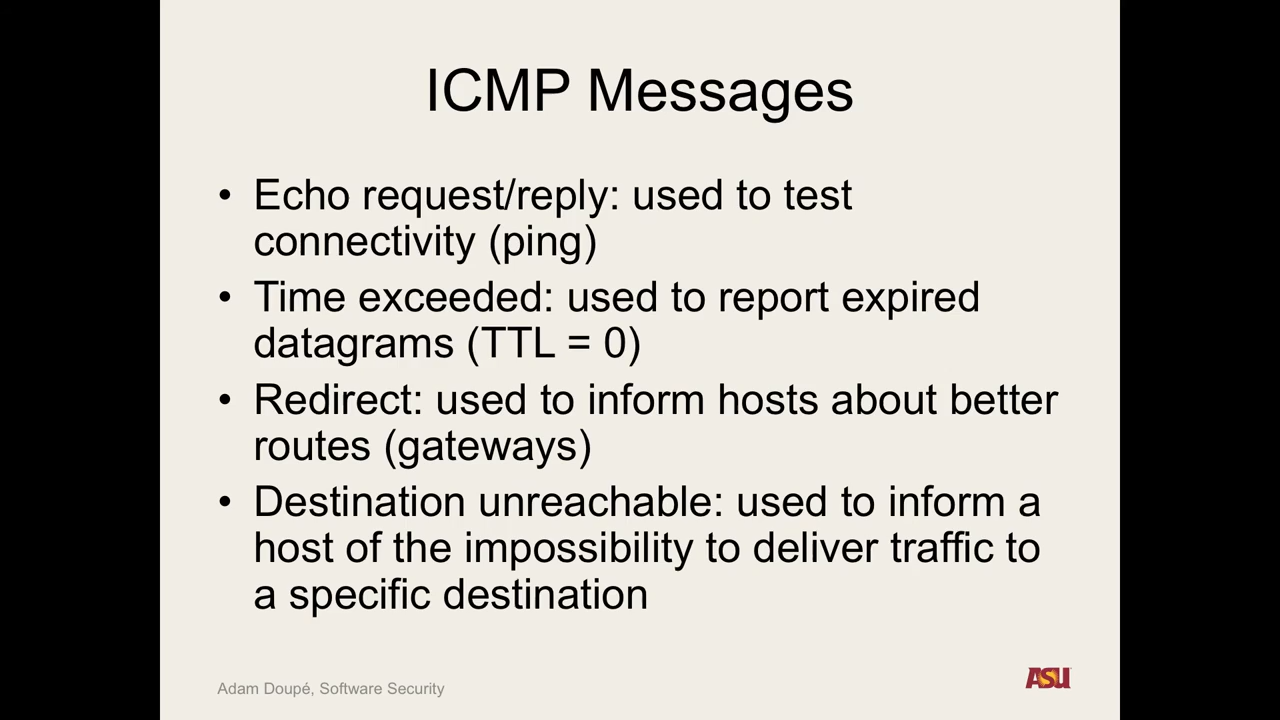 ICMP Messages
• Echo request/reply: used to test
connectivity (ping)
• Time exceeded: used to report expired
datagrams (TTL = 0)
• Redirect: used to inform hosts about better
routes (gateways)
• Destination unreachable: used to inform a
host of the impossibility to deliver traffic to
a specific destination
Adam Doupé, Software Security
ASU